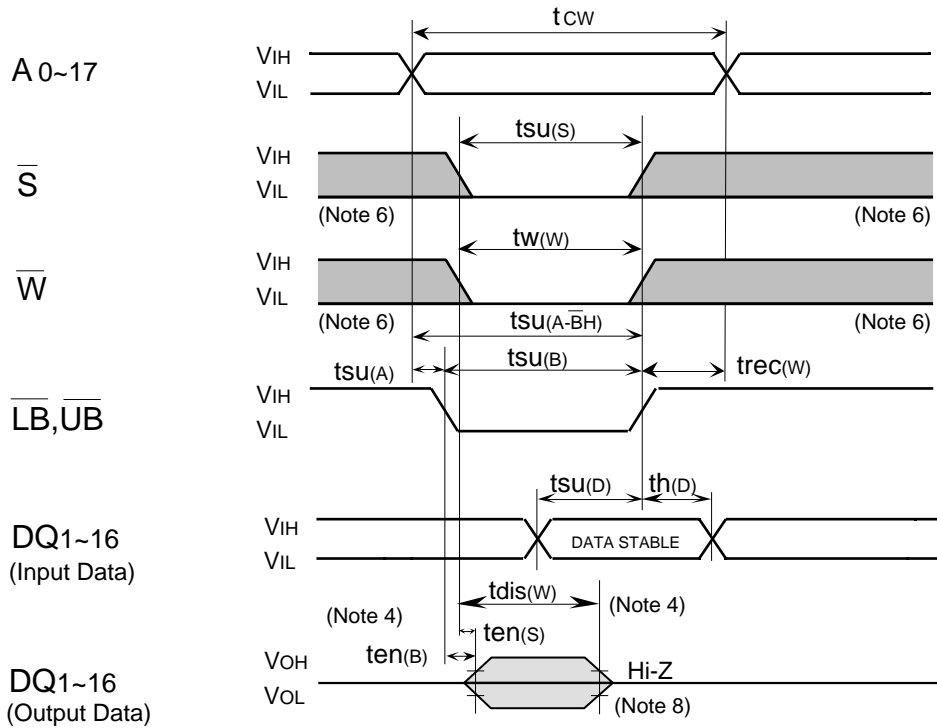 tCW
A 0~17
VIH
VIL
tsu(S)
S
VIH
VIL
(Note 6)
(Note 6)
tw(W)
W
VIH
VIL
(Note 6)
(Note 6)
tsu(A-BH)
tsu(A)
tsu(B)
trec(W)
LB,UB
VIH
VIL
tsu(D)
th(D)
DQ1~16
(Input Data)
VIH
VIL
DATA STABLE
tdis(W)
(Note 4)
(Note 4)
ten(S)
ten(B)
DQ1~16
(Output Data)
VOH
VOL
Hi-Z
(Note 8)